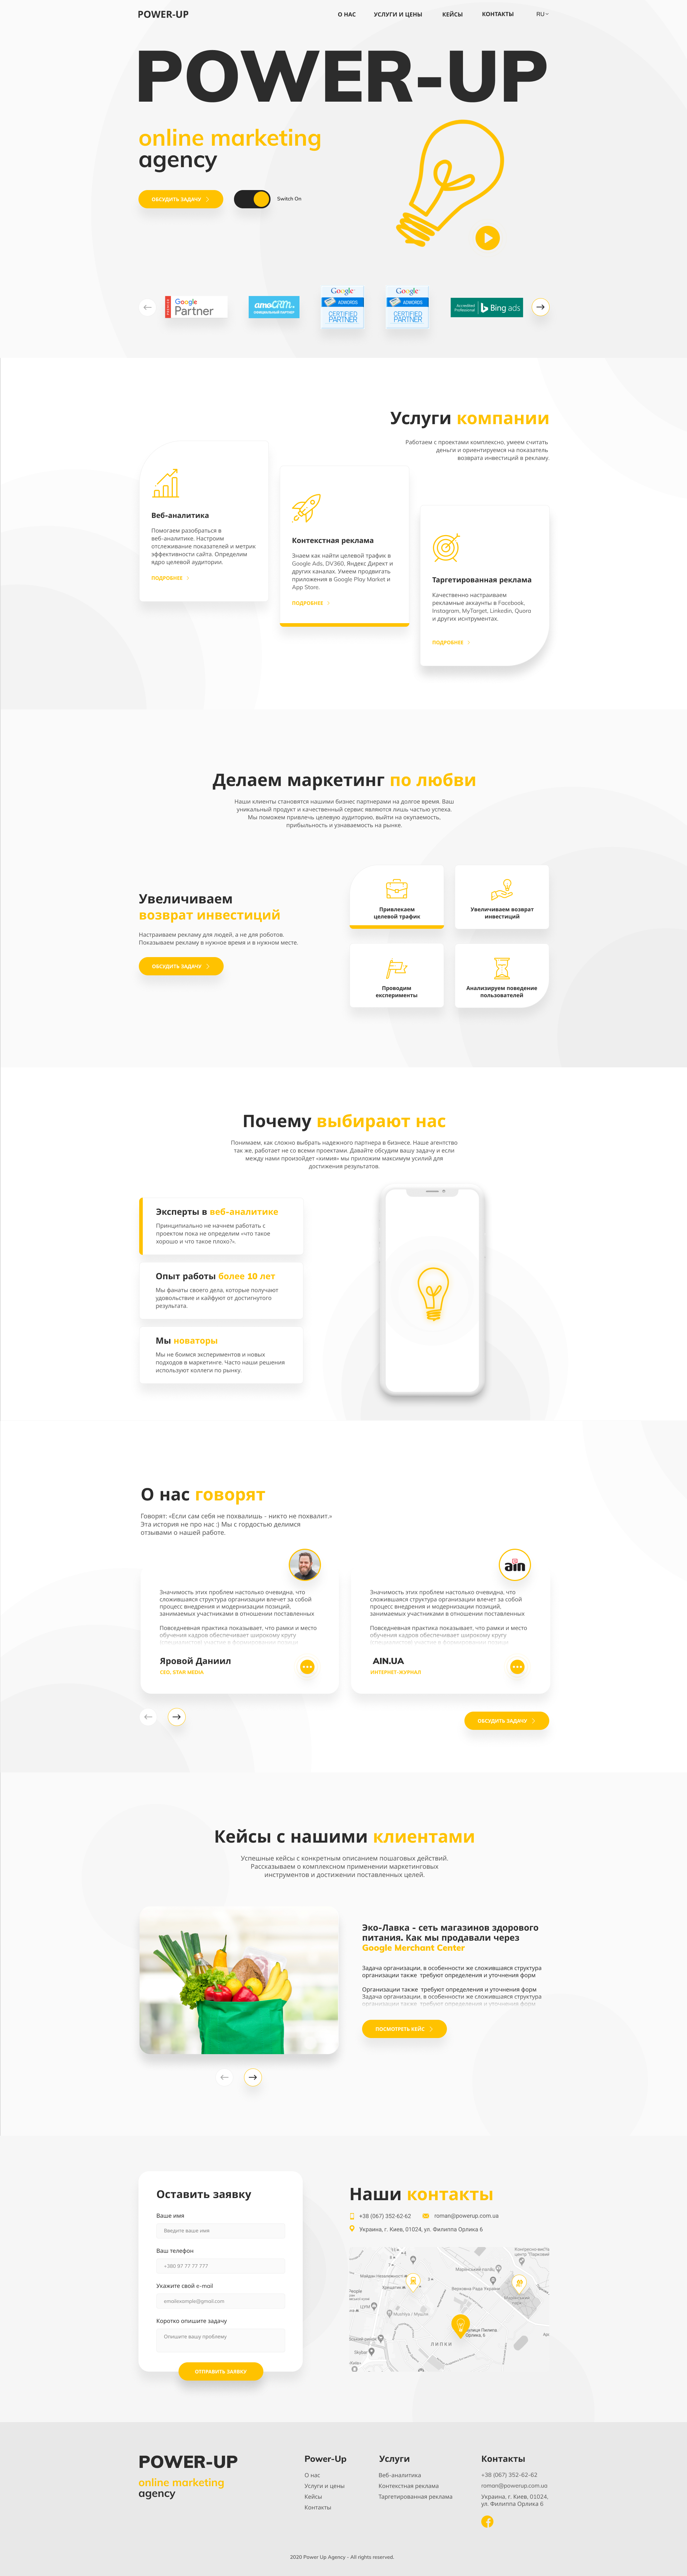 POWER-UP
О НАС
УСЛУГИ И ЦЕНЫ
КЕЙСЫ
КОНТАКТЫ
RU
POWER-UP
online marketing
agency
ОБСУДИТЬ ЗАДАЧУ
Switch On
Google
Partner
amoCRM.
ОФИЦИАЛЬНЫЙ ПАРТНЕР
Google
ADWORDS
CERTIFIED
PARTNER
Google
ADWORDS
CERTIFIED
PARTNER
Accredited
Professional
Bing ads
Услуги компании
Работаем с проектами комплексно, умеем считать
деньги и ориентируемся на показатель
возврата инвестиций в рекламу.
Веб-аналитика
Помогаем разобраться в
веб-аналитике. Настроим
отслеживание показателей и метрик
эффективности сайта. Определим
ядро целевой аудитории.
ПОДРОБНЕЕ
Контекстная реклама
Знаем как найти целевой трафик в
Google Ads, DV360, Яндекс Директ и
других каналах. Умеем продвигать
приложения в Google Play Market и
App Store.
ПОДРОБНЕЕ
Таргетированная реклама
Качественно настраиваем
рекламные аккаунты в Facebook,
Instagram, MyTarget, Linkedin, Quora
и других иснтрументах.
ПОДРОБНЕЕ
Делаем маркетинг по любви
Наши клиенты становятся нашими бизнес партнерами на долгое время. Ваш
уникальный продукт и качественный сервис являются лишь частью успеха.
Мы поможем привлечь целевую аудиторию, выйти на окупаемость,
прибыльность и узнаваемость на рынке.
Увеличиваем
возврат инвестиций
Настраиваем рекламу для людей, а не для роботов.
Показываем рекламу в нужное время и в нужном месте.
ОБСУДИТЬ ЗАДАЧУ
Привлекаем
целевой трафик
Увеличиваем возврат
инвестиций
Проводим
експерименты
Анализируем поведение
пользователей
Почему выбирают нас
Понимаем, как сложно выбрать надежного партнера в бизнесе. Наше агентство
так же, работает не со всеми проектами. Давайте обсудим вашу задачу и если
между нами произойдет «химия» мы приложим максимум усилий для
достижения результатов.
Эксперты в веб-аналитике
Принципиально не начнем работать с
проектом пока не определим «что такое
хорошо и что такое плохо?».
Опыт работы более 10 лет
Мы фанаты своего дела, которые получают
удовольствие и кайфуют от достигнутого
результата.
Мы новаторы
Мы не боимся экспериментов и новых
подходов в маркетинге. Часто наши решения
используют коллеги по рынку.
О нас говорят
Говорят: «Если сам себя не похвалишь - никто не похвалит.»
Эта история не про нас :) Мы с гордостью делимся
отзывами о нашей работе.
ain
Значимость этих проблем настолько очевидна, что
сложившаяся структура организации влечет за собой
процесс внедрения и модернизации позиций,
занимаемых участниками в отношении поставленных
Повседневная практика показывает, что рамки и место
обучения кадров обеспечивает широкому кругу
Яровой Даниил
CEO, STAR MEDIA
Значимость этих проблем настолько очевидна, что
сложившаяся структура организации влечет за собой
процесс внедрения и модернизации позиций,
занимаемых участниками в отношении поставленных
Повседневная практика показывает, что рамки и место
обучения кадров обеспечивает широкому кругу
AIN.UA
ИНТЕРНЕТ-ЖУРНАЛ
ОБСУДИТЬ ЗАДАЧУ
Кейсы с нашими клиентами
Успешные кейсы с конкретным описанием пошаговых действий.
Рассказываем о комплексном применении маркетинговых
инструментов и достижении поставленных целей.
Эко-Лавка - сеть магазинов здорового
питания. Как мы продавали через
Google Merchant Center
Задача организации, в особенности же сложившаяся структура
организации также требуют определения и уточнения форм
Организации также требуют определения и уточнения форм
Задача организации, в особенности же сложившаяся структура
организации также требуют определения и уточнения форм
ПОСМОТРЕТЬ КЕЙС
Оставить заявку
Ваше имя
Введите ваше имя
Ваш телефон
+380 97 77 77 777
Укажите свой e-mail
emailexample@gmail.com
Коротко опишите задачу
Опишите вашу проблему
ОТПРАВИТЬ ЗАЯВКУ
Наши контакты
+38 (067) 352-62-62
roman@powerup.com.ua
Украина, г. Киев, 01024, ул. Филиппа Орлика 6
Майдан Незалежності
Хрещатик
ЦУМ
Маріїнський палац
Верховна Рада України
ЛИПКИ
POWER-UP
online marketing
agency
Power-Up
О нас
Услуги и цены
Кейсы
Контакты
Услуги
Веб-аналитика
Контекстная реклама
Таргетированная реклама
Контакты
+38 (067) 352-62-62
roman@powerup.com.ua
Украина, г. Киев, 01024,
ул. Филиппа Орлика 6
2020 Power Up Agency - All rights reserved.